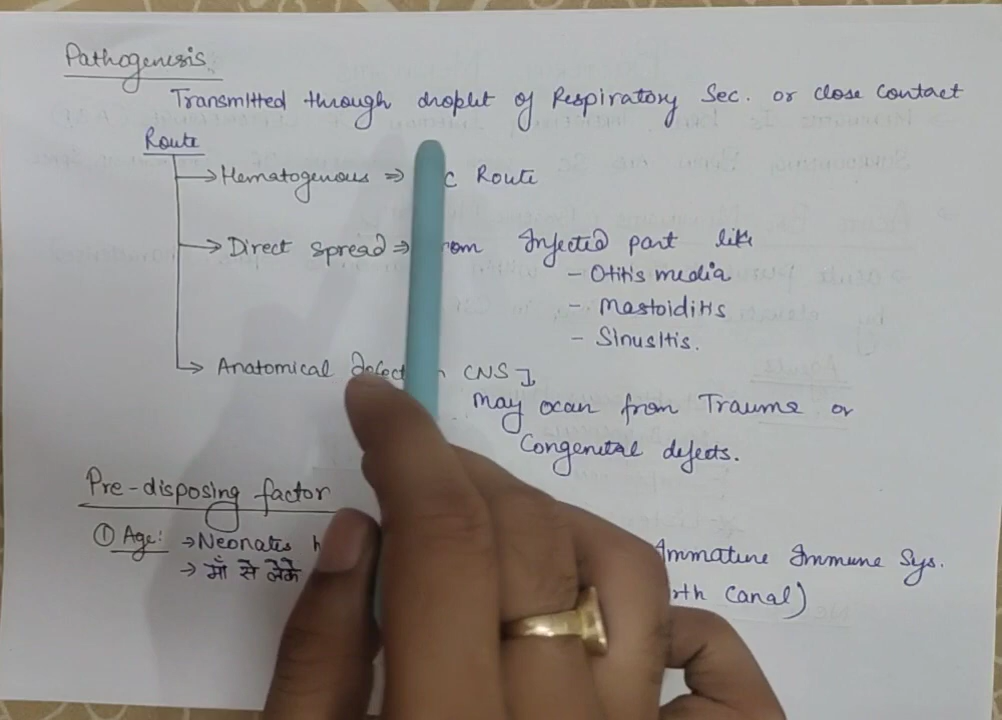 Pathogenesis
Transmitted through droplet of Respiratory Sec. or close Contact
Route
→ Hematogenous ⇒ Route
→ Direct spread ⇒ Infected part like
- Otitis media
- Mastoiditis
- Sinusitis.
→ Anatomical CNS
may occur from Trauma or
Congenital defects.
Pre-disposing factor
① Age: → Neonates Immature Immune Sys.
→ माँ से लेके Canal)